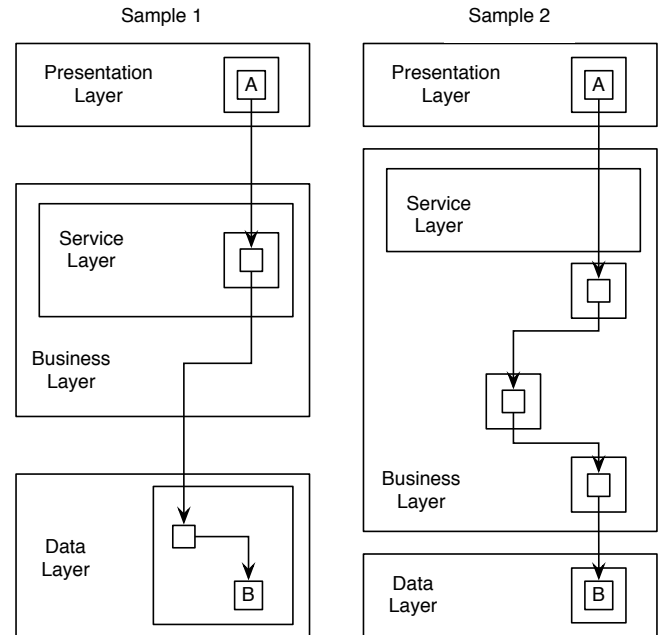 Sample 1
Presentation
Layer
A
Service
Layer
Business
Layer
Data
Layer
B
Sample 2
Presentation
Layer
A
Service
Layer
Business
Layer
Data
Layer
B